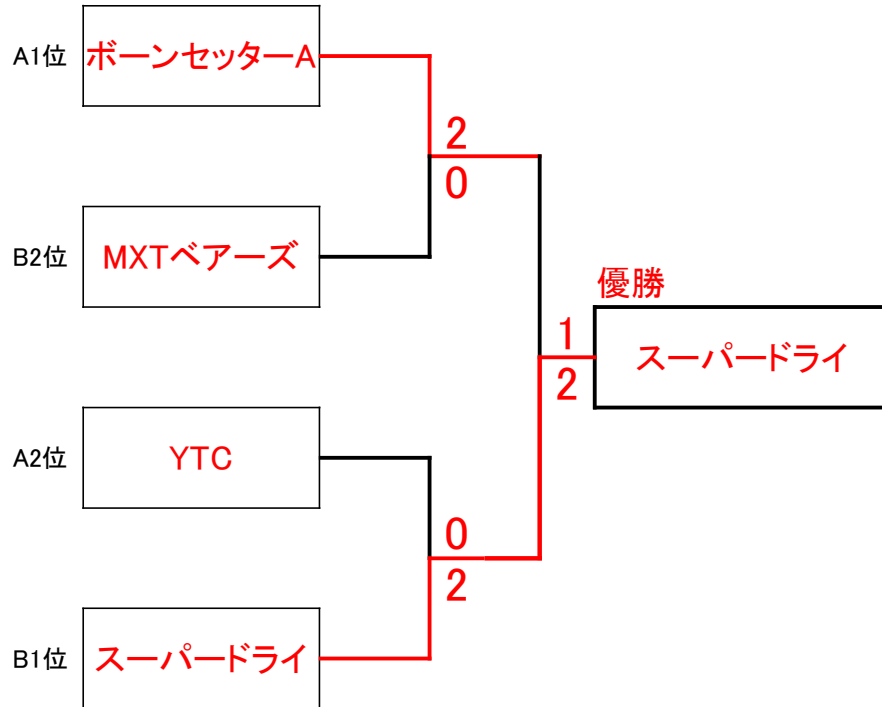 A1位 ボーンセッターA
2
0
B2位 MXTベアーズ
優勝
1
スーパードライ
2
A2位 YTC
0
2
B1位 スーパードライ